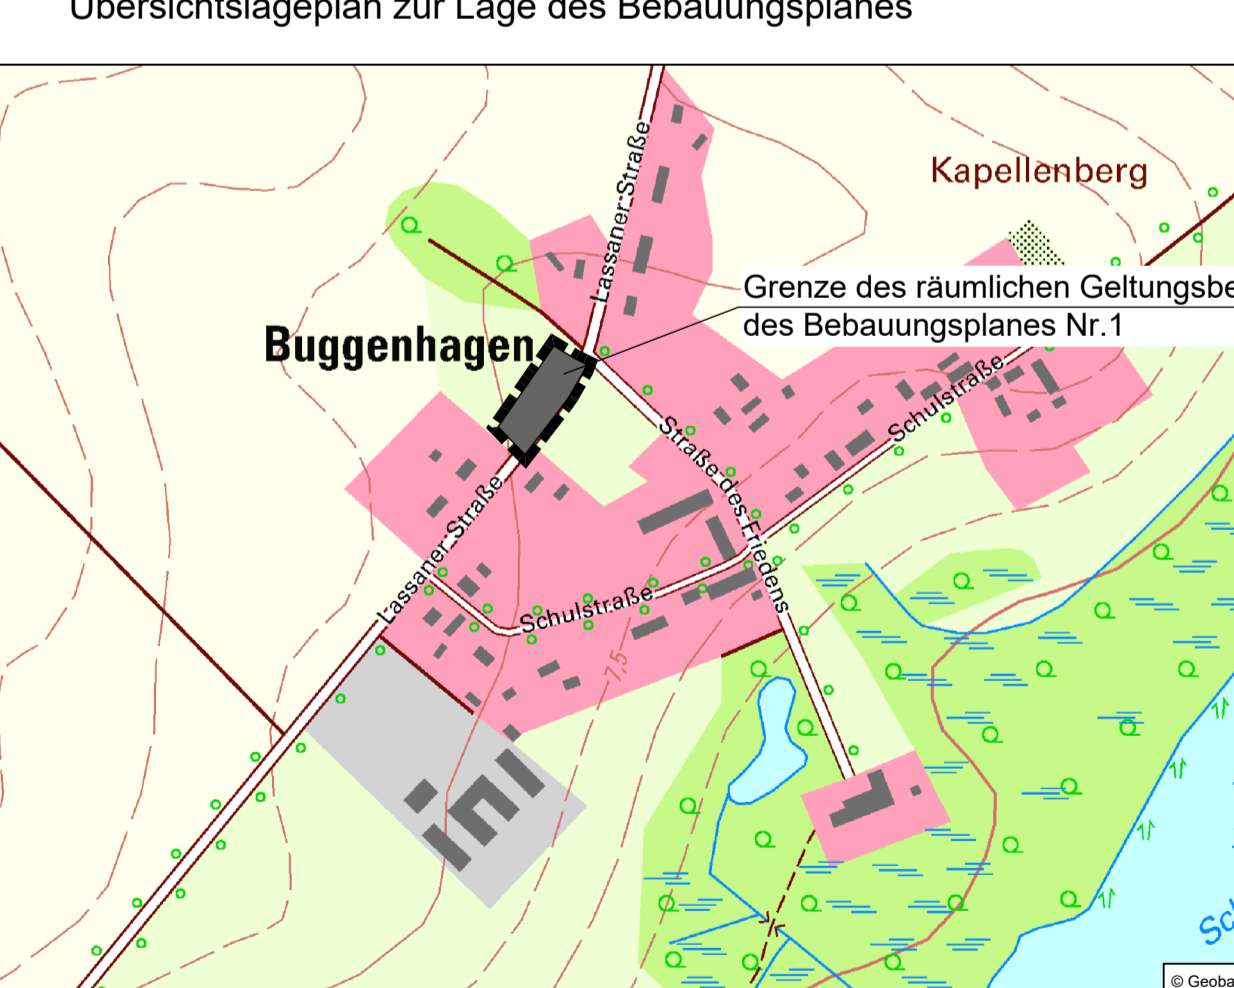 Übersichtslageplan zur Lage des Bebauungsplanes
Lassaner Straße
Kapellenberg
Grenze des räumlichen Geltungsbe
des Bebauungsplanes Nr.1
Buggenhagen
Schulstraße
Straße des Friedens
Lassaner Straße
Schulstraße
7,5
Sc
© Geoba